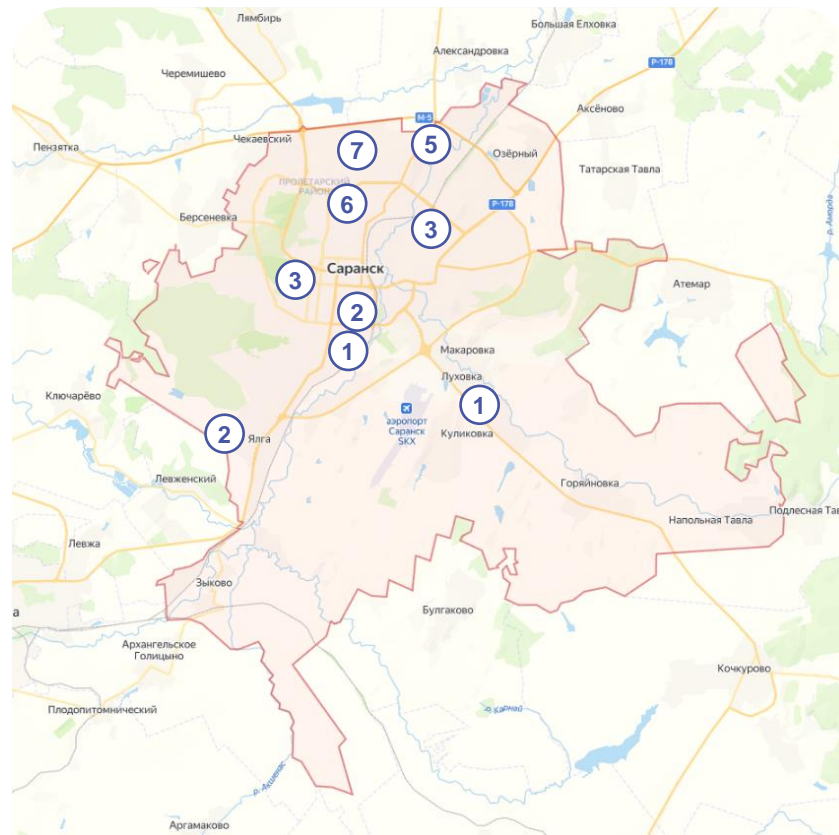 Лямбирь
Большая Елховка
Александровка
Р-178
Черемишево
Аксёново
М-5
Чекаевский
Пензятка
7
5
Озёрный
Татарская Тавла
ПРОЛЕТАРСКИЙ
РАЙОН
6
Р-178
Берсеневка
3
Саранск
3
Атемар
2
1
Макаровка
Луховка
Ключарёво
1
аэропорт
Саранск
SKX
2
Ялга
Куликовка
Левженский
Горяйновка
Подлесная Тав
Напольная Тавла
Левжа
Зыково
а
Булгаково
Архангельское
Голицыно
Кочкурово
Плодопитомнический
р. Карнай
Аргамаково